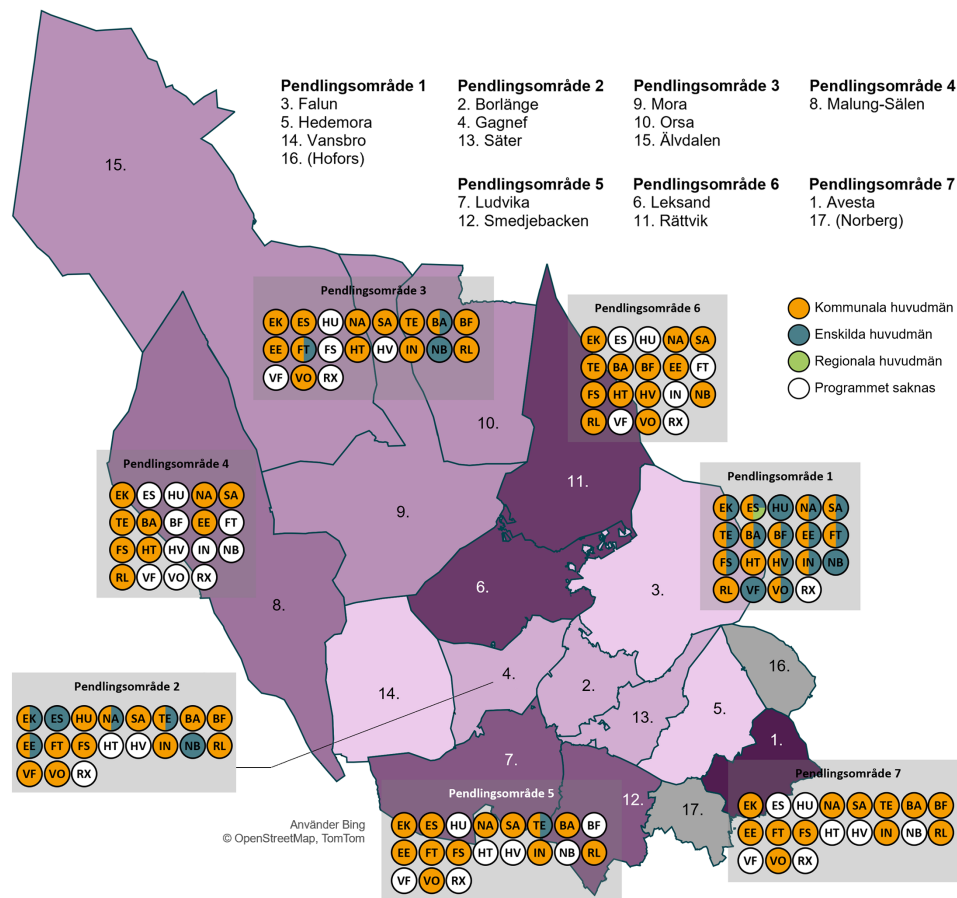 Pendlingsområde 1
3. Falun
5. Hedemora
14. Vansbro
16. (Hofors)
Pendlingsområde 2
2. Borlänge
4. Gagnef
13. Säter
Pendlingsområde 3
9. Mora
10. Orsa
15. Älvdalen
Pendlingsområde 4
8. Malung-Sälen
Pendlingsområde 5
7. Ludvika
12. Smedjebacken
Pendlingsområde 6
6. Leksand
11. Rättvik
Pendlingsområde 7
1. Avesta
17. (Norberg)
15.
Pendlingsområde 3
EK ES HU NA SA TE BA BF
EE FT FS HT HV IN NB RL
VF VO RX
Pendlingsområde 6
EK ES HU NA SA
TE BA BF EE FT
FS HT HV IN NB
RL VF VO RX
Kommunala huvudmän
Enskilda huvudmän
Regionala huvudmän
Programmet saknas
10.
11.
Pendlingsområde 4
EK ES HU NA SA
TE BA BF EE FT
FS HT HV IN NB
RL VF VO RX
Pendlingsområde 1
EK ES HU NA SA
TE BA BF EE FT
FS HT HV IN NB
RL VF VO RX
9.
6.
3.
8.
16.
4.
2.
14.
5.
13.
1.
Pendlingsområde 2
EK ES HU NA SA TE BA BF
EE FT FS HT HV IN NB RL
VF VO RX
7.
12.
17.
Pendlingsområde 5
EK ES HU NA SA TE BA BF
EE FT FS HT HV IN NB RL
VF VO RX
Pendlingsområde 7
EK ES HU NA SA TE BA BF
EE FT FS HT HV IN NB RL
VF VO RX
Använder Bing
© OpenStreetMap, TomTom